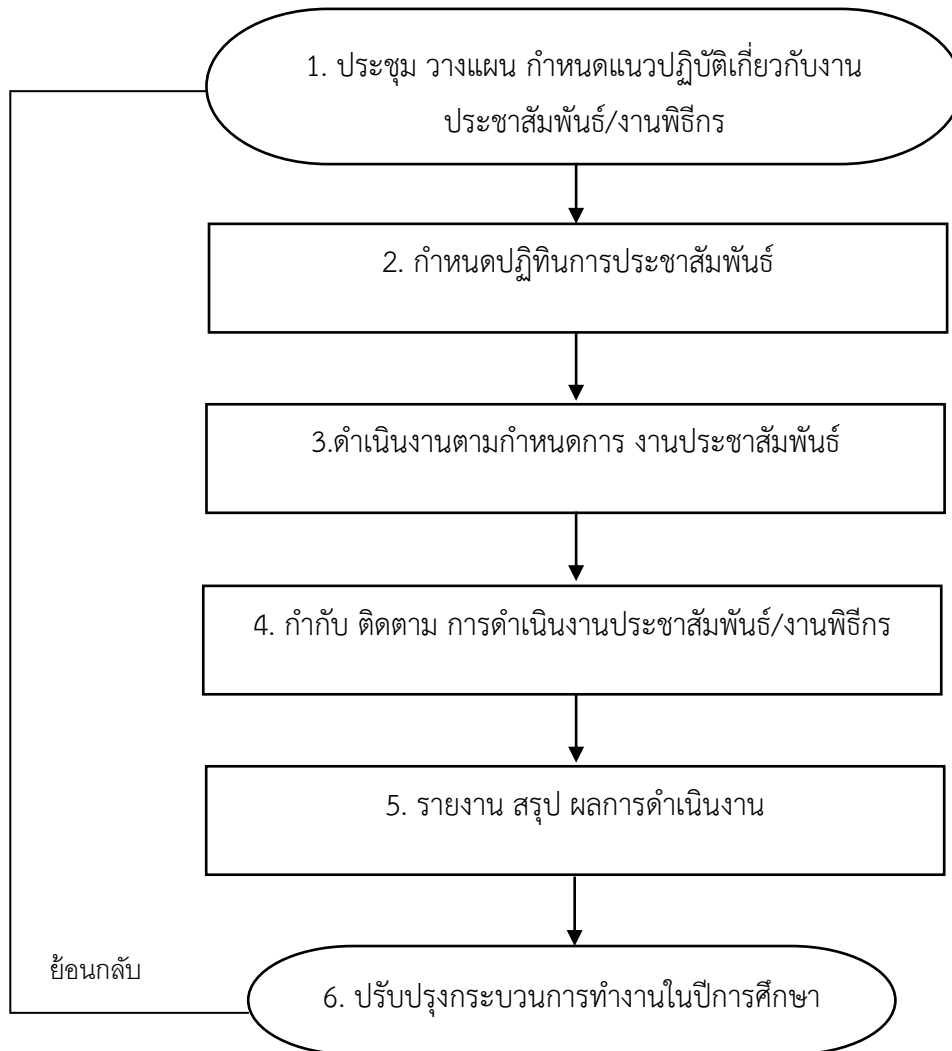 1. ประชุม วางแผน กำหนดแนวปฏิบัติเกี่ยวกับงาน
ประชาสัมพันธ์/งานพิธีกร
2. กำหนดปฏิทินการประชาสัมพันธ์
3.ดำเนินงานตามกำหนดการ งานประชาสัมพันธ์
4. กำกับ ติดตาม การดำเนินงานประชาสัมพันธ์/งานพิธีกร
5. รายงาน สรุป ผลการดำเนินงาน
ย้อนกลับ
6. ปรับปรุงกระบวนการทำงานในปีการศึกษา